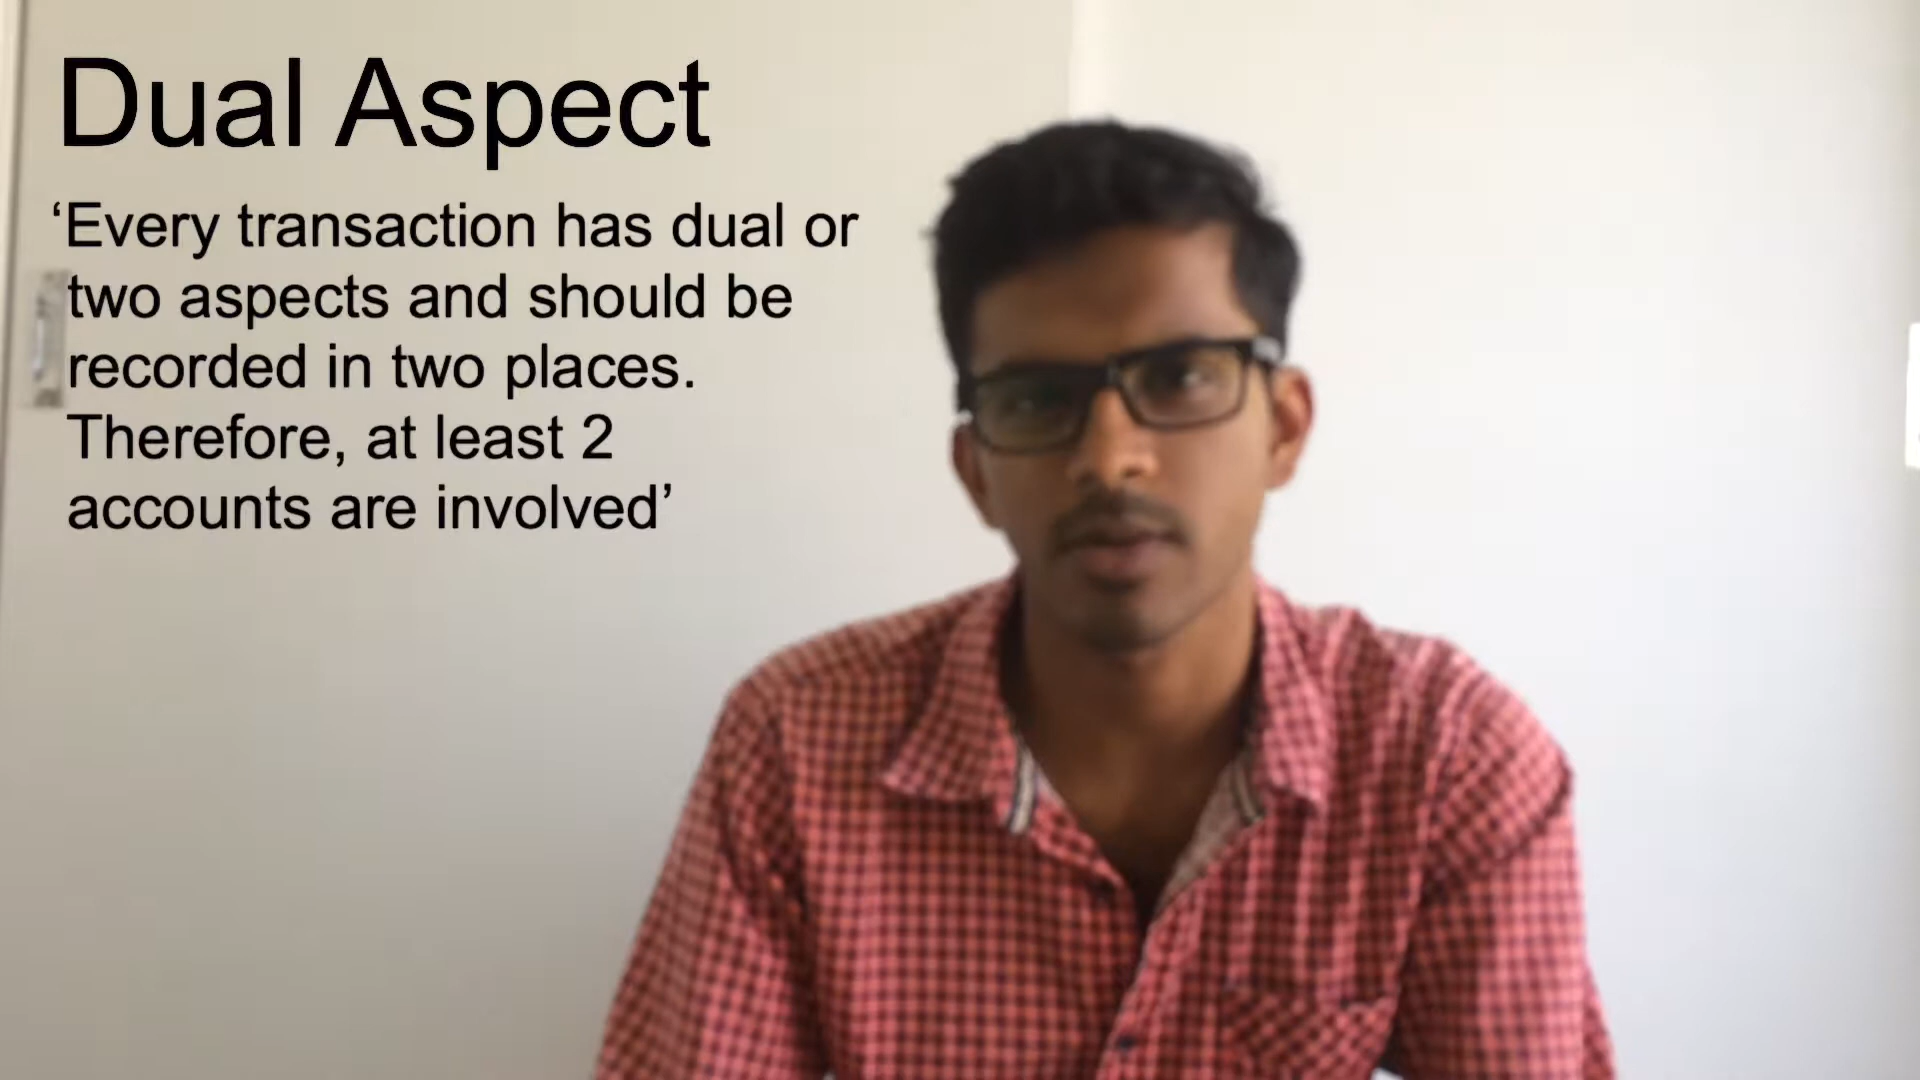 Dual Aspect
‘Every transaction has dual or
two aspects and should be
recorded in two places.
Therefore, at least 2
accounts are involved’